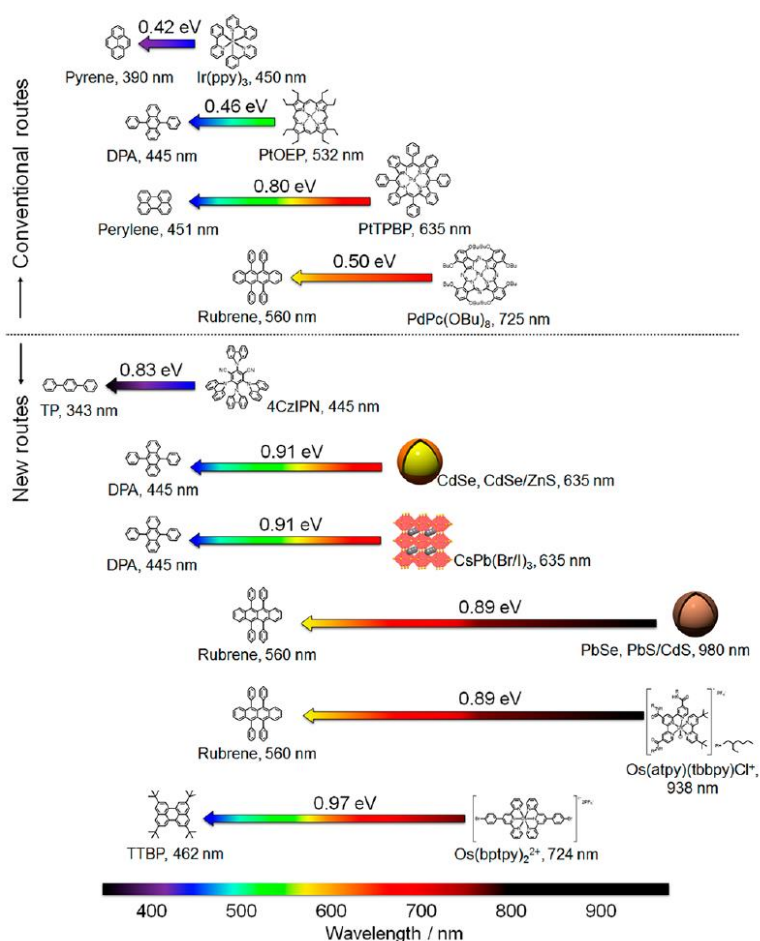 Conventional routes
0.42 eV
Pyrene, 390 nm
Ir(ppy)₃, 450 nm
0.46 eV
DPA, 445 nm
PtOEP, 532 nm
0.80 eV
Perylene, 451 nm
PtTPBP, 635 nm
0.50 eV
Rubrene, 560 nm
PdPc(OBu)₈, 725 nm
New routes
0.83 eV
TP, 343 nm
4CzIPN, 445 nm
0.91 eV
DPA, 445 nm
CdSe, CdSe/ZnS, 635 nm
0.91 eV
DPA, 445 nm
CsPb(Br/I)₃, 635 nm
0.89 eV
Rubrene, 560 nm
PbSe, PbS/CdS, 980 nm
0.89 eV
Rubrene, 560 nm
Os(atpy)(tbbpy)Cl⁺,
938 nm
0.97 eV
TTBP, 462 nm
Os(bptpy)₂²⁺, 724 nm
400 500 600 700 800 900
Wavelength / nm